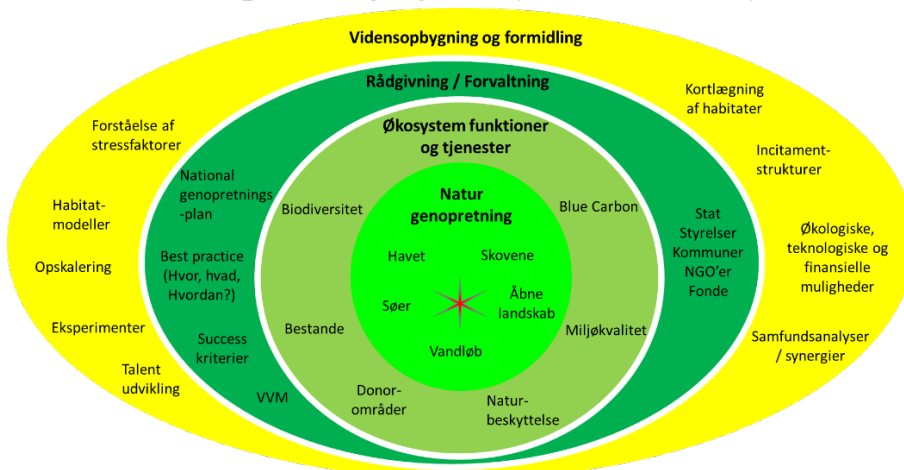 Vidensopbygning og formidling
Rådgivning / Forvaltning
Økosystem funktioner
og tjenester
Natur
genopretning
Havet
Skovene
Søer
Åbne
landskab
Vandløb
Biodiversitet
Blue Carbon
Bestande
Miljøkvalitet
Donor-
områder
Natur-
beskyttelse
National
genopretnings
-plan
Best practice
(Hvor, hvad,
Hvordan?)
Success
kriterier
VVM
Stat
Styrelser
Kommuner
NGO’er
Fonde
Forståelse af
stressfaktorer
Habitat-
modeller
Opskalering
Eksperimenter
Talent
udvikling
Kortlægning
af habitater
Incitament-
strukturer
Økologiske,
teknologiske og
finansielle
muligheder
Samfundsanalyser
/ synergier